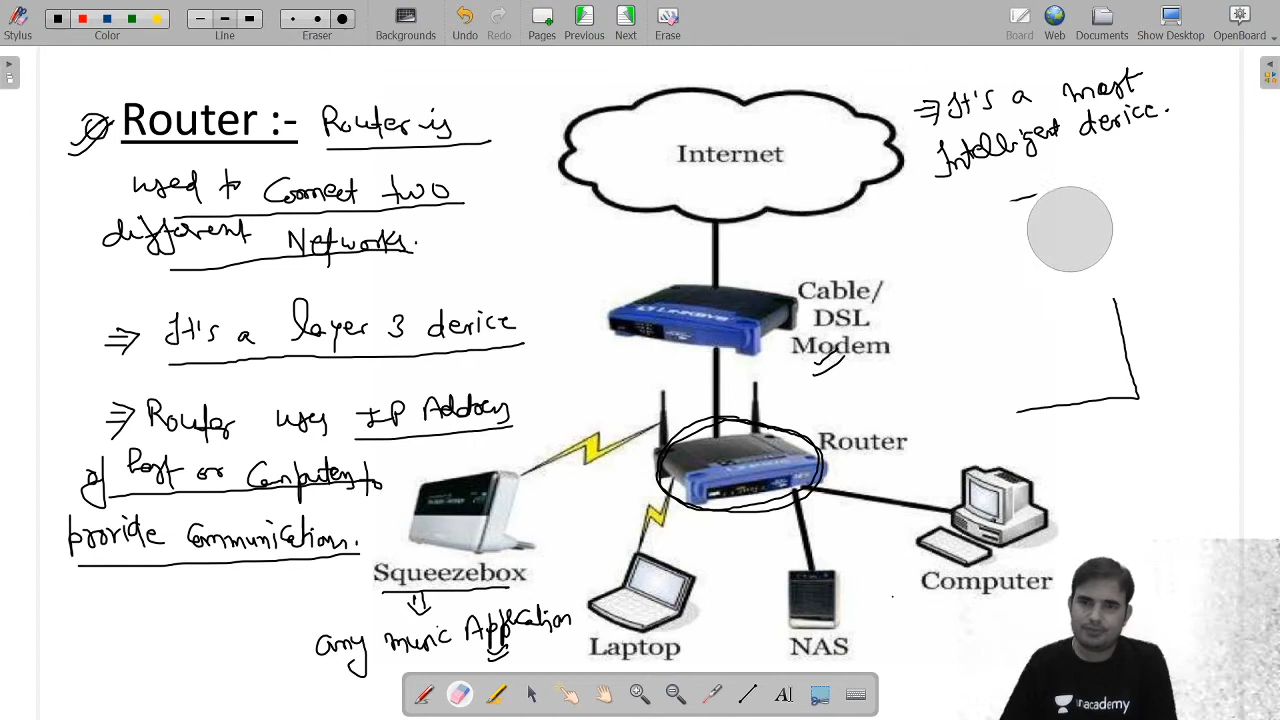 Stylus
Color
Line
Eraser
Backgrounds
Undo
Redo
Pages
Previous
Next
Erase
Board
Web
Documents
Show Desktop
OpenBoard
Router :- Router is
used to Connect two
different Networks.
⇒ It's a layer 3 device
⇒ Router uses IP Address
of host or Computers to
provide Communication.
⇒ It's a most
Intelligent device.
Internet
Cable/
DSL
Modem
Router
Squeezebox
any music Application
Laptop
NAS
Computer
unacademy